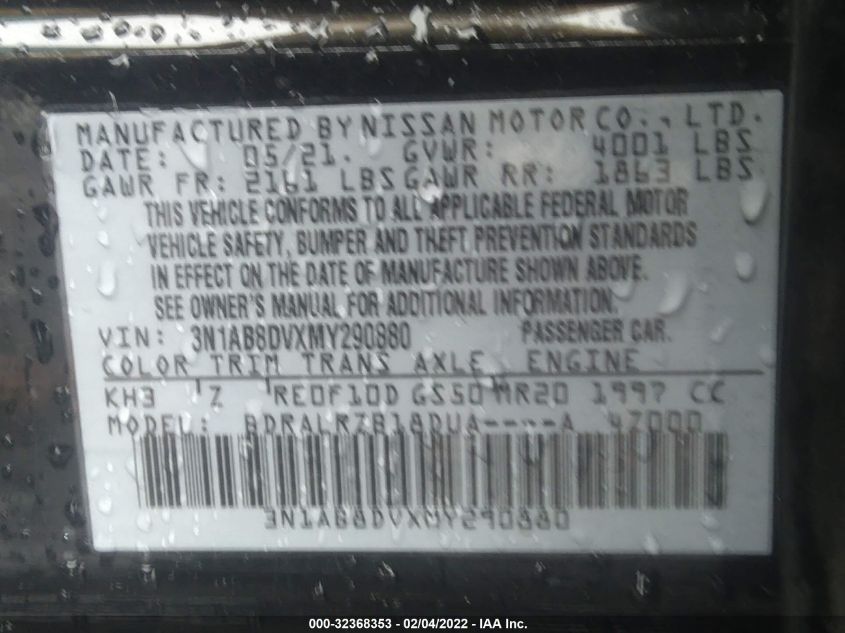 MANUFACTURED BY NISSAN MOTOR CO., LTD.
DATE: 05/21. GVWR: 4001 LBS
GAWR FR: 2161 LBS GAWR RR: 1863 LBS
THIS VEHICLE CONFORMS TO ALL APPLICABLE FEDERAL MOTOR
VEHICLE SAFETY, BUMPER AND THEFT PREVENTION STANDARDS
IN EFFECT ON THE DATE OF MANUFACTURE SHOWN ABOVE.
SEE OWNER'S MANUAL FOR ADDITIONAL INFORMATION.
VIN: 3N1AB8DVXMY290880 PASSENGER CAR.
COLOR TRIM TRANS AXLE ENGINE
KH3 Z RE0F10D GS50 MR20 1997 CC
MODEL: BDRALRZB18DUA----A 47000
3N1AB8DVXMY290880
000-32368353 - 02/04/2022 - IAA Inc.